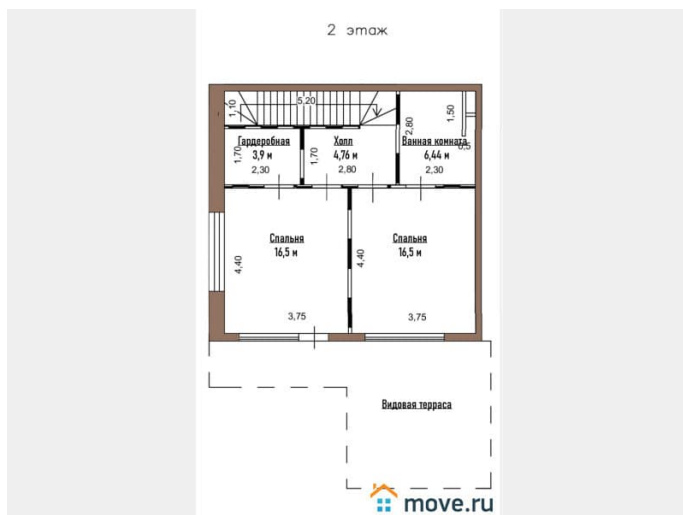 2 этаж
5,20
1,10
1,50
2,80
Гардеробная
3,9 м
Холл
4,76 м
Ванная комната
6,44 м
1,70
2,30
1,70
2,80
2,30
Спальня
16,5 м
Спальня
16,5 м
4,40
4,40
3,75
3,75
Видовая терраса
move.ru